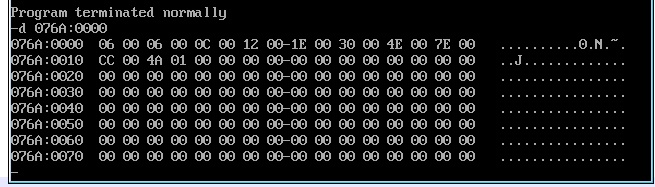 Program terminated normally
-d 076A:0000
076A:0000  06 00 06 00 0C 00 12 00-1E 00 30 00 4E 00 7E 00   ..........0.N.~.
076A:0010  CC 00 4A 01 00 00 00 00-00 00 00 00 00 00 00 00   ..J.............
076A:0020  00 00 00 00 00 00 00 00-00 00 00 00 00 00 00 00   ................
076A:0030  00 00 00 00 00 00 00 00-00 00 00 00 00 00 00 00   ................
076A:0040  00 00 00 00 00 00 00 00-00 00 00 00 00 00 00 00   ................
076A:0050  00 00 00 00 00 00 00 00-00 00 00 00 00 00 00 00   ................
076A:0060  00 00 00 00 00 00 00 00-00 00 00 00 00 00 00 00   ................
076A:0070  00 00 00 00 00 00 00 00-00 00 00 00 00 00 00 00   ................
-